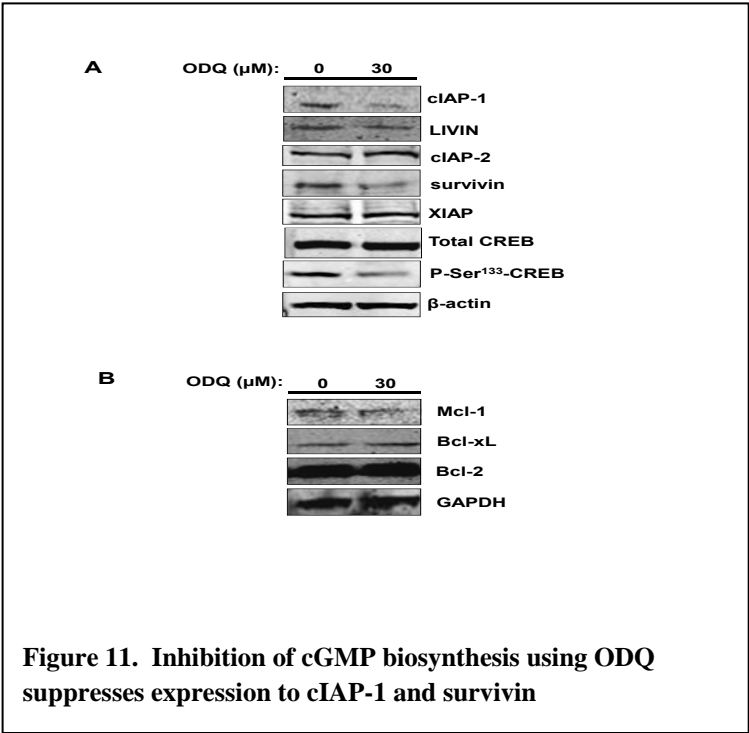 A ODQ (µM): 0 30
cIAP-1
LIVIN
cIAP-2
survivin
XIAP
Total CREB
P-Ser¹³³-CREB
β-actin
B ODQ (µM): 0 30
Mcl-1
Bcl-xL
Bcl-2
GAPDH
Figure 11. Inhibition of cGMP biosynthesis using ODQ
suppresses expression to cIAP-1 and survivin